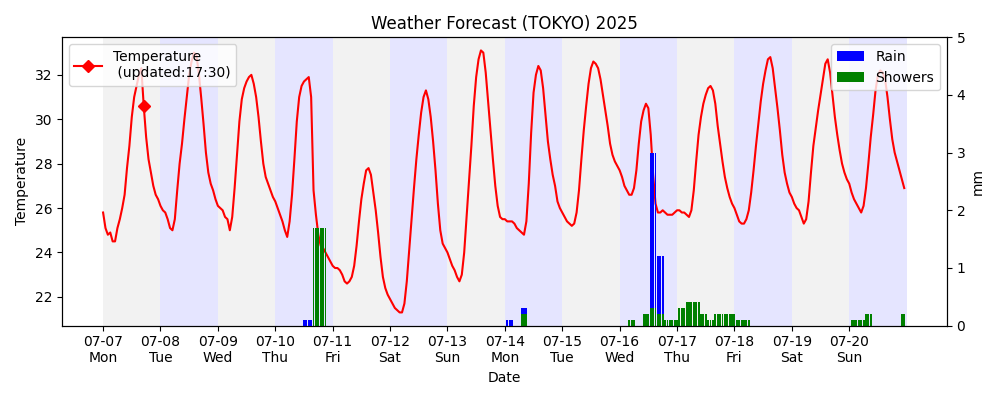 Weather Forecast (TOKYO) 2025
Temperature
(updated:17:30)
Rain
Showers
Temperature
32
30
28
26
24
22
5
4
3
2
1
0
mm
07-07 07-08 07-09 07-10 07-11 07-12 07-13 07-14 07-15 07-16 07-17 07-18 07-19 07-20
Mon Tue Wed Thu Fri Sat Sun Mon Tue Wed Thu Fri Sat Sun
Date